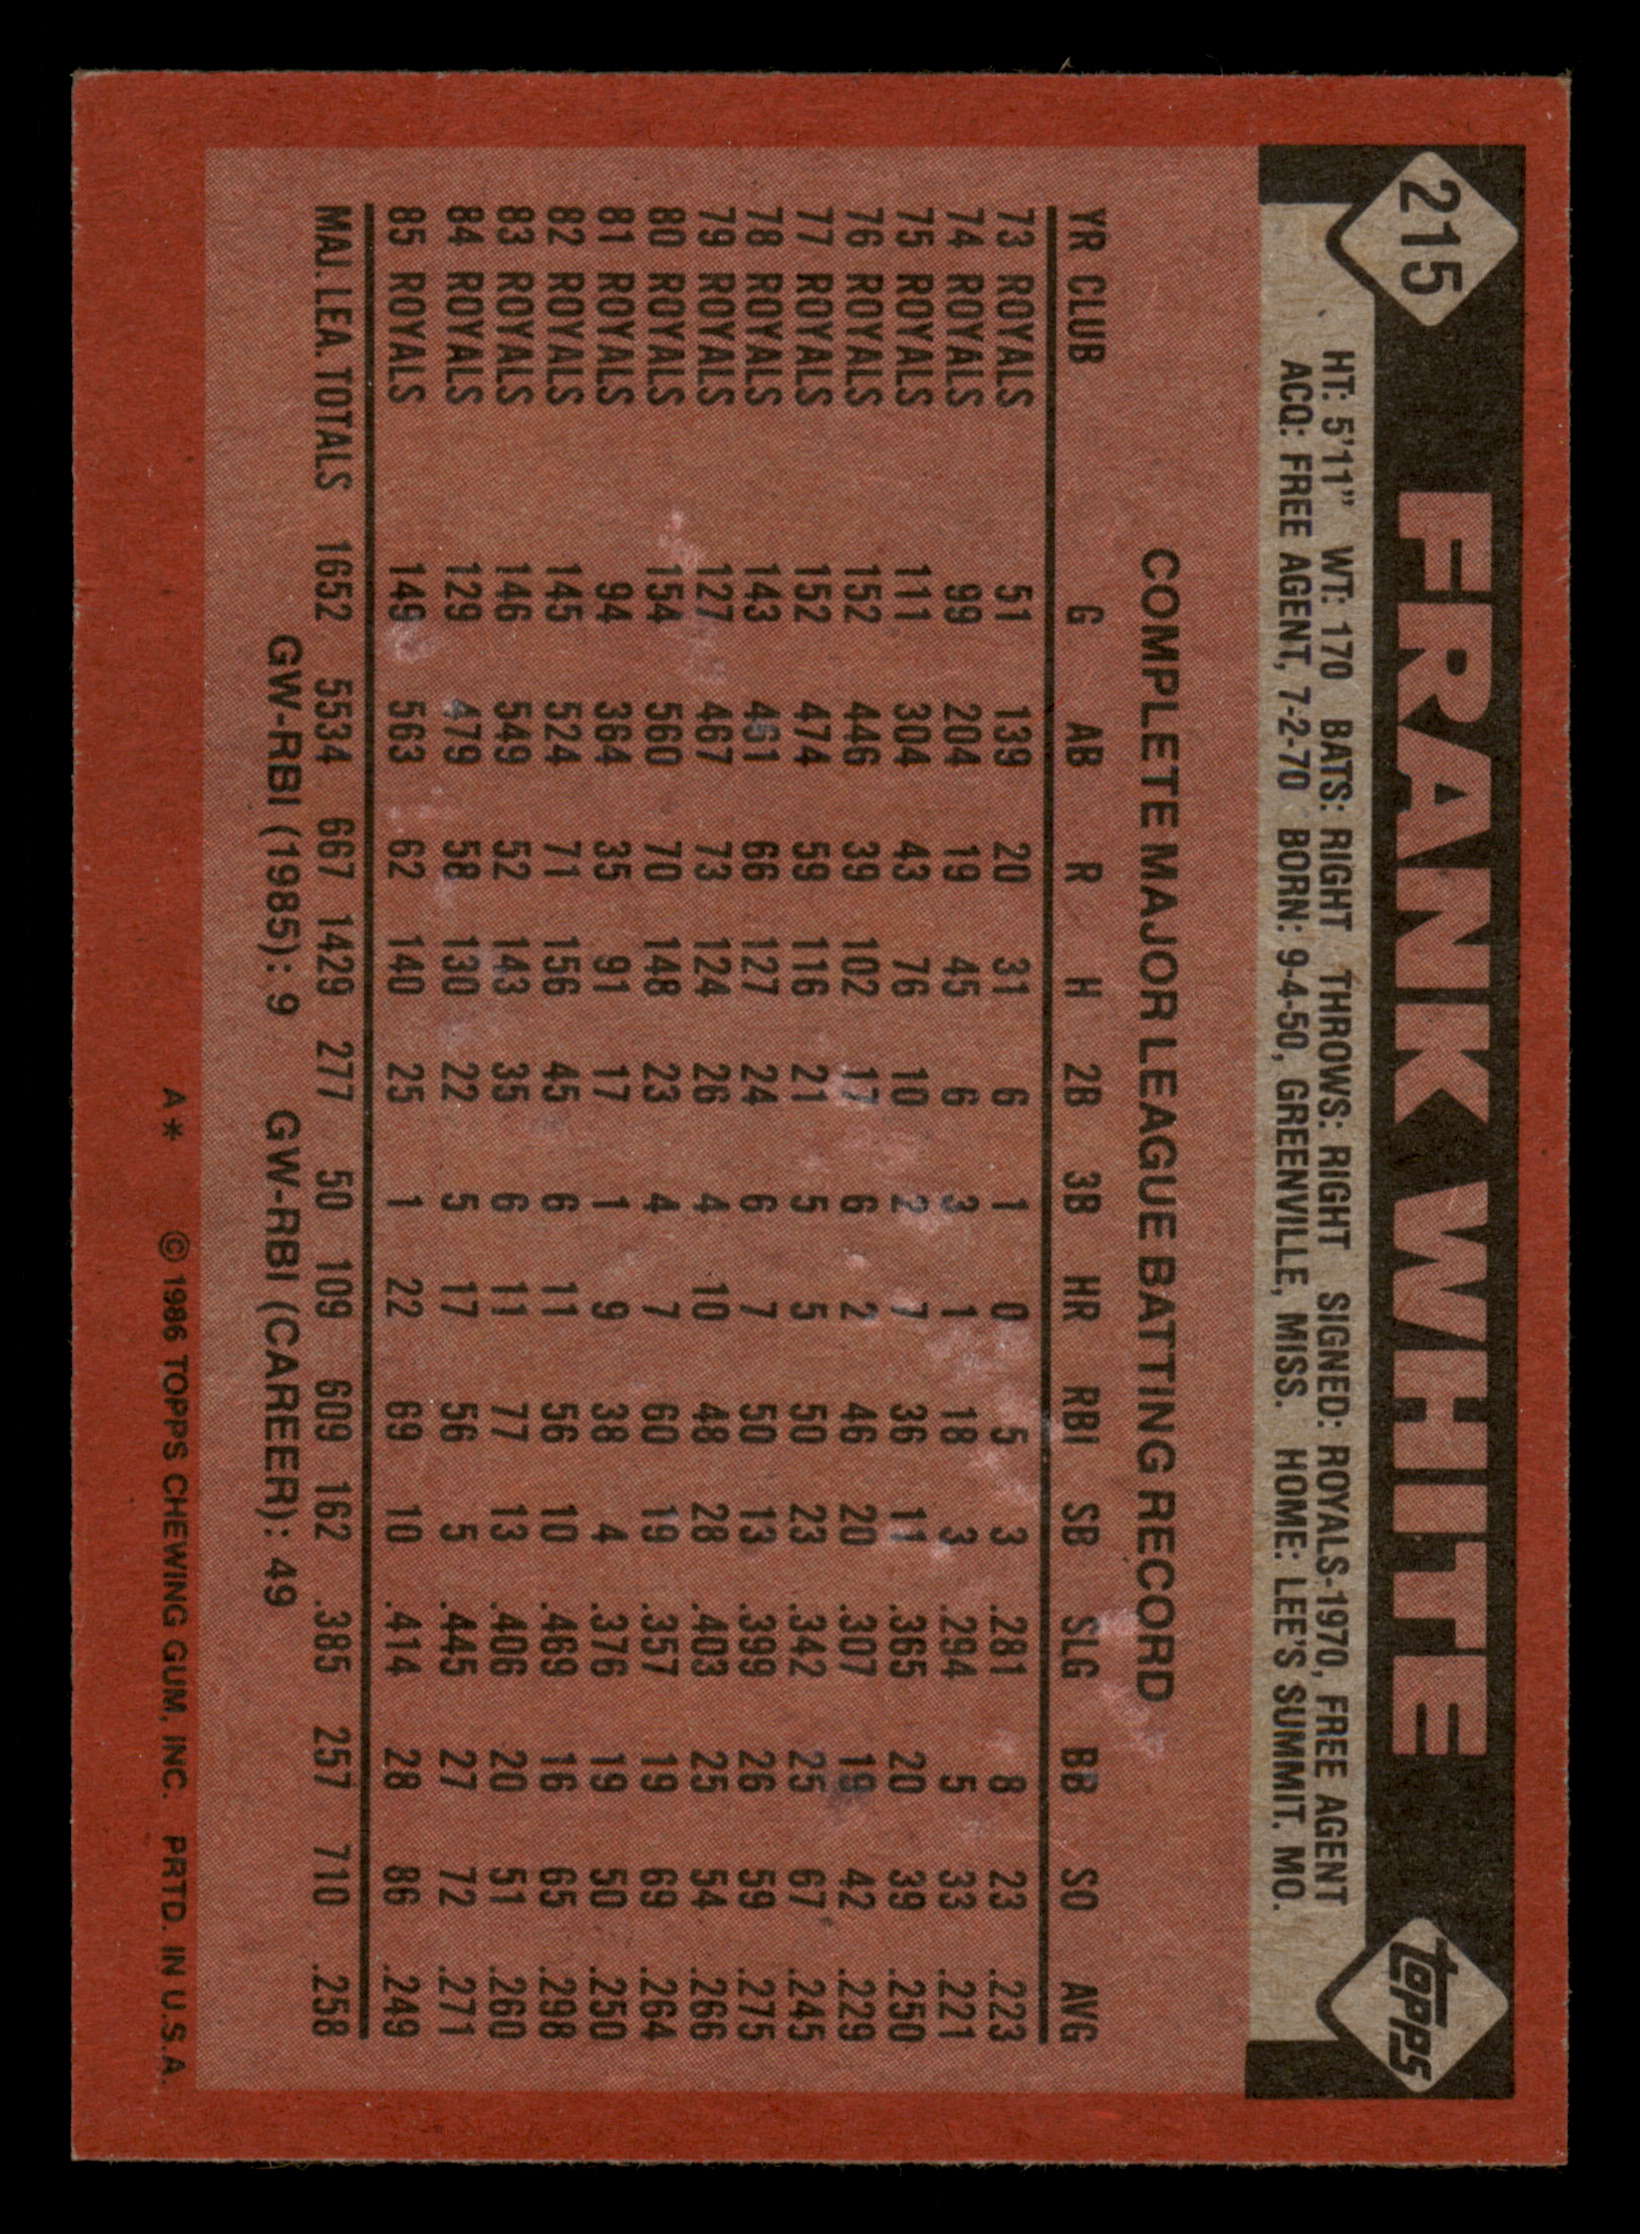 215 FRANK WHITE topps
HT: 5'11" WT: 170 BATS: RIGHT THROWS: RIGHT SIGNED: ROYALS-1970, FREE AGENT
ACQ: FREE AGENT, 7-2-70 BORN: 9-4-50, GREENVILLE, MISS. HOME: LEE'S SUMMIT. MO.
COMPLETE MAJOR LEAGUE BATTING RECORD
YR CLUB G AB R H 2B 3B HR RBI SB SLG BB SO AVG
73 ROYALS 51 139 20 31 6 1 0 5 3 .281 8 23 .223
74 ROYALS 99 204 19 45 6 3 1 18 3 .294 5 33 .221
75 ROYALS 111 304 43 76 10 2 7 36 11 .365 20 39 .250
76 ROYALS 152 446 39 102 17 6 2 46 20 .307 19 42 .229
77 ROYALS 152 474 59 116 21 5 5 50 23 .342 25 67 .245
78 ROYALS 143 461 66 127 24 6 7 50 13 .399 26 59 .275
79 ROYALS 127 467 73 124 26 4 10 48 28 .403 25 54 .266
80 ROYALS 154 560 70 148 23 4 7 60 19 .357 19 69 .264
81 ROYALS 94 364 35 91 17 1 9 38 4 .376 19 50 .250
82 ROYALS 145 524 71 156 45 6 11 56 10 .469 16 65 .298
83 ROYALS 146 549 52 143 35 6 11 77 13 .406 20 51 .260
84 ROYALS 129 479 58 130 22 5 17 56 5 .445 27 72 .271
85 ROYALS 149 563 62 140 25 1 22 69 10 .414 28 86 .249
MAJ. LEA. TOTALS 1652 5534 667 1429 277 50 109 609 162 .385 257 710 .258
GW-RBI (1985): 9 GW-RBI (CAREER): 49
A* © 1986 TOPPS CHEWING GUM, INC. PRTD. IN U.S.A.